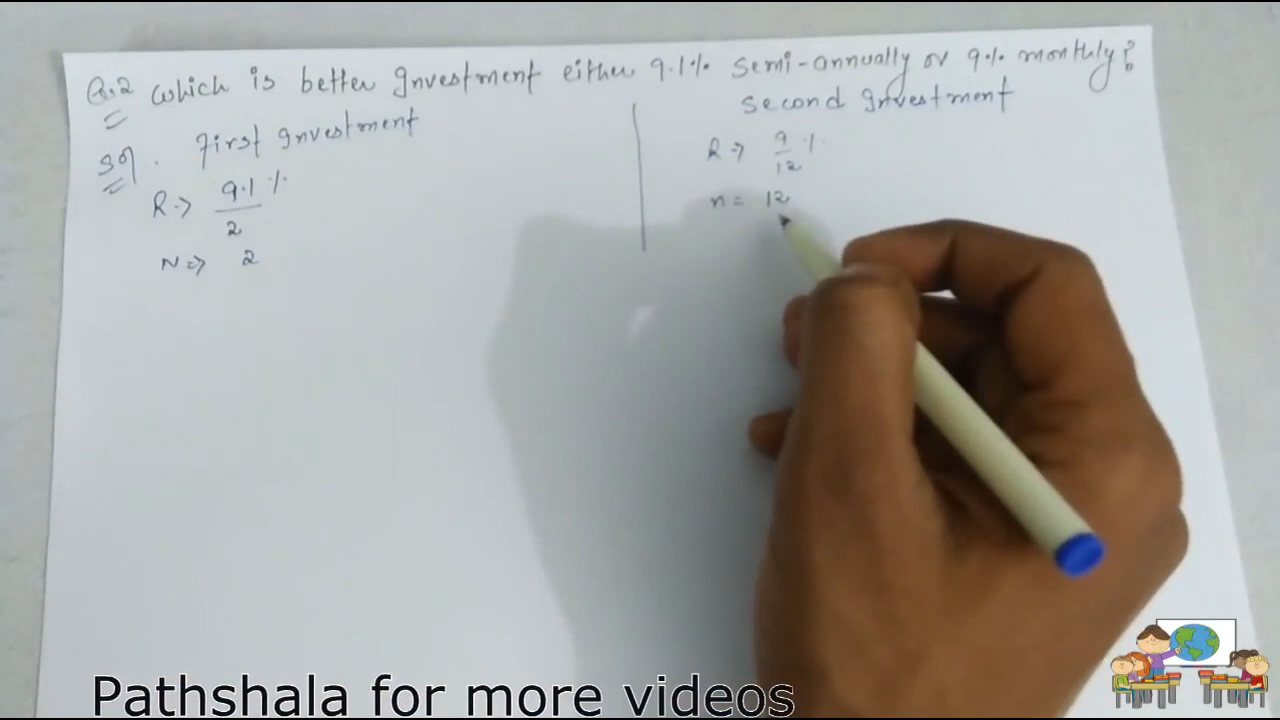 Q.2 Which is better Investment either 9.1% Semi-annually or 9% monthly?
Sol. First Investment
R → 9.1 %
2
N => 2
Second Investment
R → 9 %
12
n = 12
Pathshala for more videos